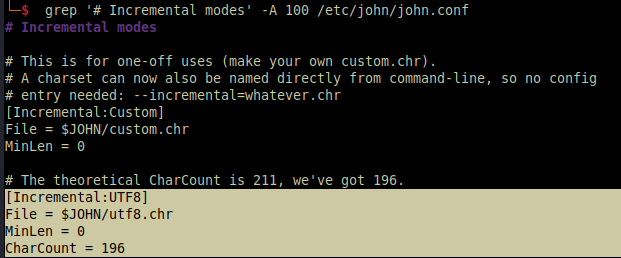 └─$ grep '# Incremental modes' -A 100 /etc/john/john.conf
# Incremental modes

# This is for one-off uses (make your own custom.chr).
# A charset can now also be named directly from command-line, so no config
# entry needed: --incremental=whatever.chr
[Incremental:Custom]
File = $JOHN/custom.chr
MinLen = 0

# The theoretical CharCount is 211, we've got 196.
[Incremental:UTF8]
File = $JOHN/utf8.chr
MinLen = 0
CharCount = 196